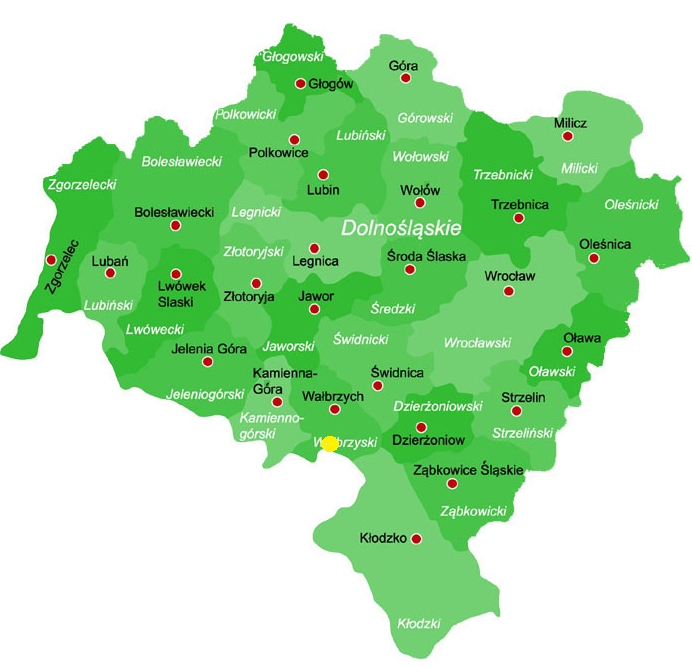 Głogowski
Góra
Głogów
Polkowicki
Górowski
Milicz
Lubiński
Bolesławiecki
Polkowice
Wołowski
Milicki
Zgorzelecki
Trzebnicki
Lubin
Wołów
Oleśnicki
Trzebnica
Bolesławiecki
Legnicki
Dolnośląskie
Zgorzelec
Złotoryjski
Oleśnica
Lubań
Legnica
Środa Śląska
Wrocław
Lwówek
Slaski
Złotoryja
Jawor
Lubiński
Średzki
Lwówecki
Oława
Jaworski
Świdnicki
Wrocławski
Jelenia Góra
Kamienna-
Góra
Świdnica
Oławski
Jeleniogórski
Wałbrzych
Dzierżoniowski
Strzelin
Kamienno-
górski
Dzierżoniow
Strzeliński
Ząbkowice Śląskie
Ząbkowicki
Kłodzko
Kłodzki